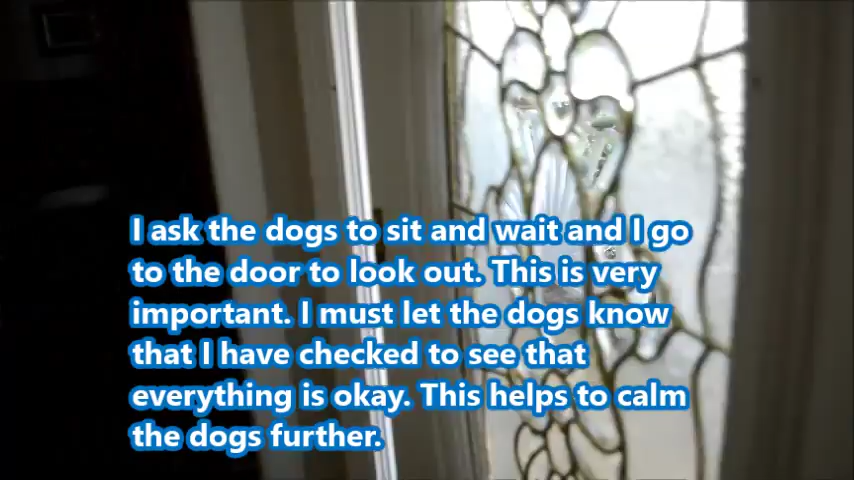 I ask the dogs to sit and wait and I go
to the door to look out. This is very
important. I must let the dogs know
that I have checked to see that
everything is okay. This helps to calm
the dogs further.